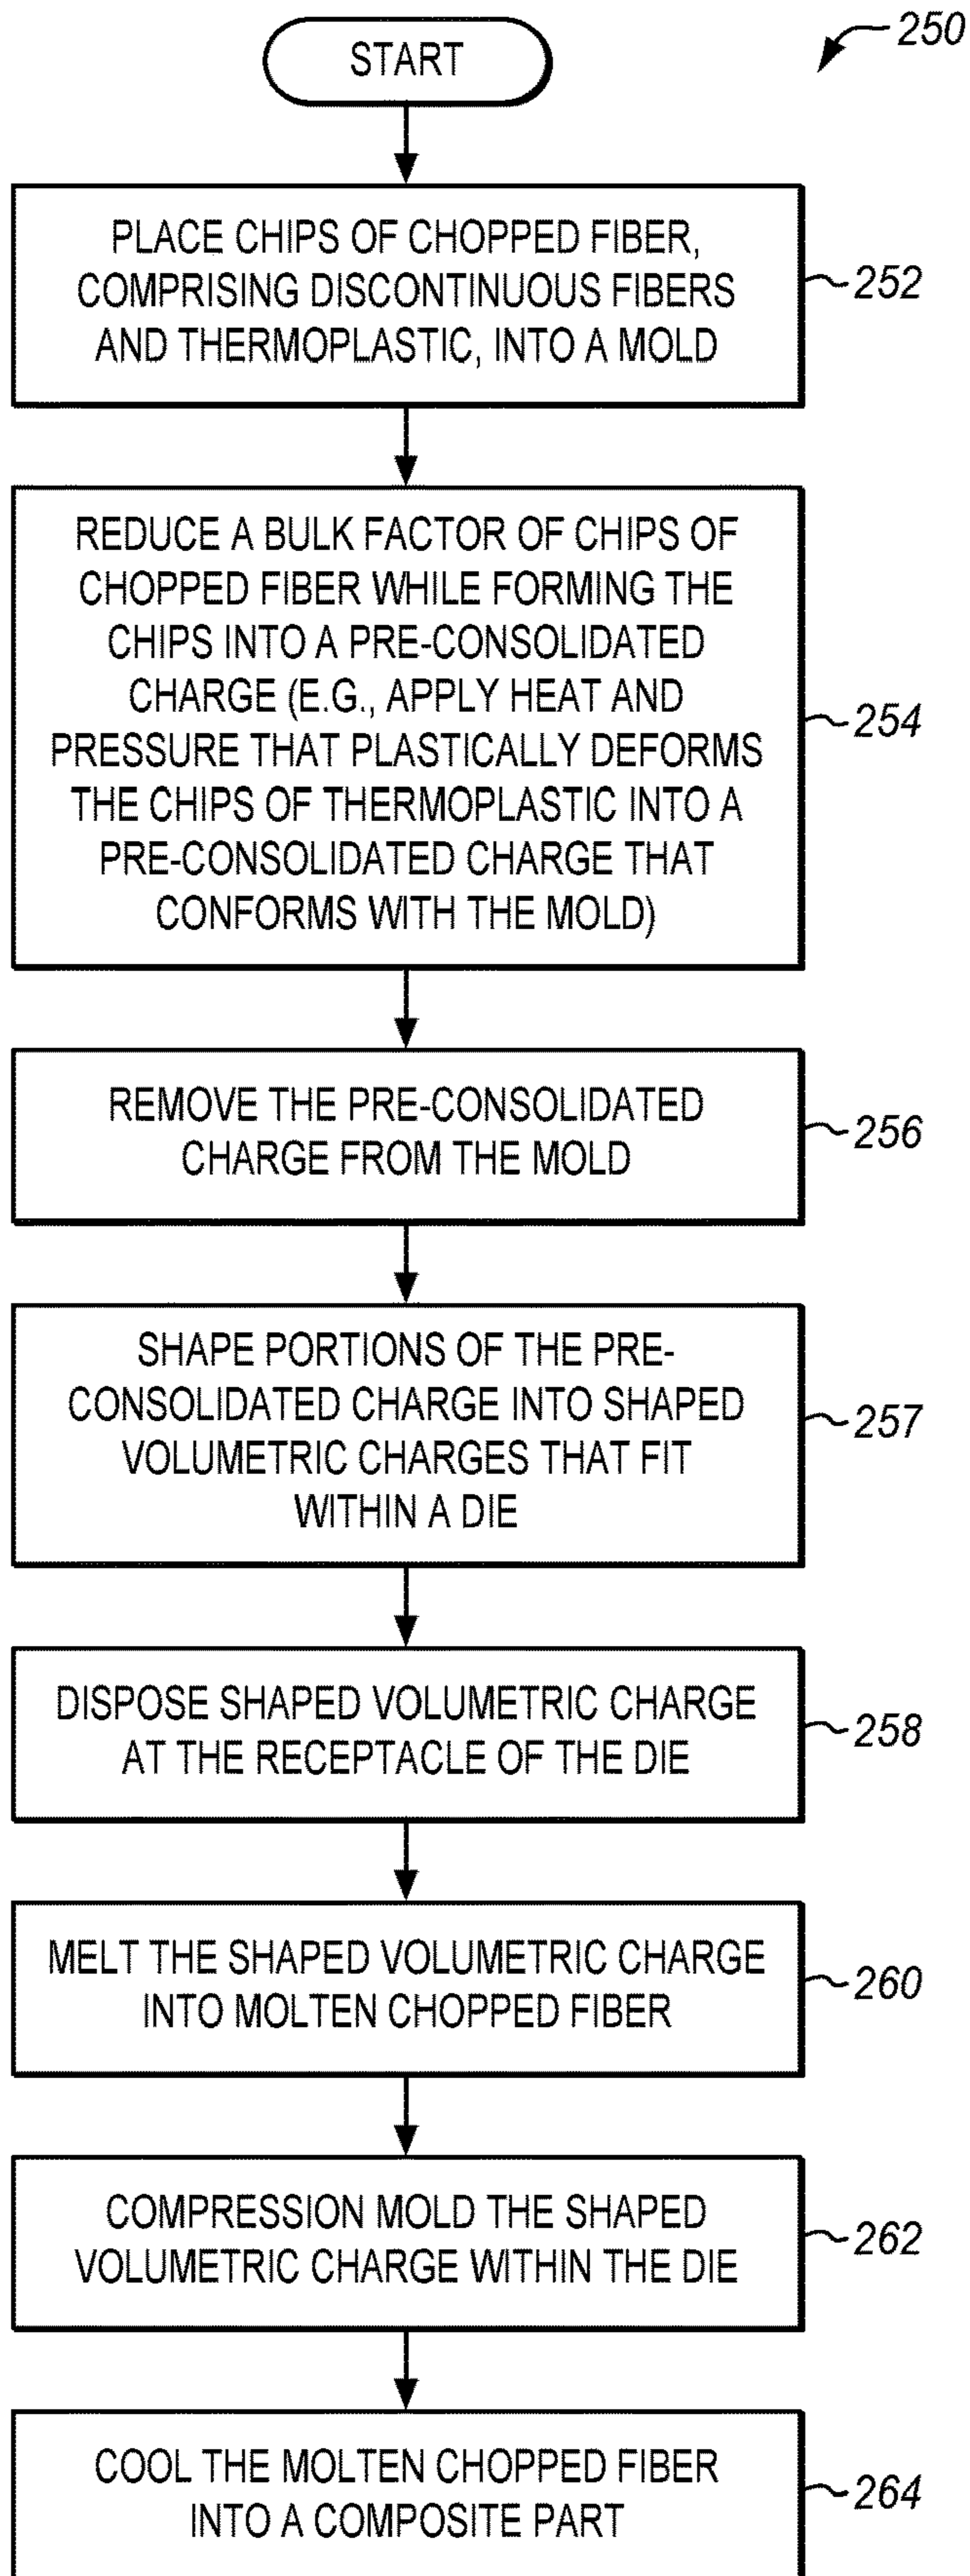 START
250
PLACE CHIPS OF CHOPPED FIBER,
COMPRISING DISCONTINUOUS FIBERS
AND THERMOPLASTIC, INTO A MOLD
252
REDUCE A BULK FACTOR OF CHIPS OF
CHOPPED FIBER WHILE FORMING THE
CHIPS INTO A PRE-CONSOLIDATED
CHARGE (E.G., APPLY HEAT AND
PRESSURE THAT PLASTICALLY DEFORMS
THE CHIPS OF THERMOPLASTIC INTO A
PRE-CONSOLIDATED CHARGE THAT
CONFORMS WITH THE MOLD)
254
REMOVE THE PRE-CONSOLIDATED
CHARGE FROM THE MOLD
256
SHAPE PORTIONS OF THE PRE-
CONSOLIDATED CHARGE INTO SHAPED
VOLUMETRIC CHARGES THAT FIT
WITHIN A DIE
257
DISPOSE SHAPED VOLUMETRIC CHARGE
AT THE RECEPTACLE OF THE DIE
258
MELT THE SHAPED VOLUMETRIC CHARGE
INTO MOLTEN CHOPPED FIBER
260
COMPRESSION MOLD THE SHAPED
VOLUMETRIC CHARGE WITHIN THE DIE
262
COOL THE MOLTEN CHOPPED FIBER
INTO A COMPOSITE PART
264